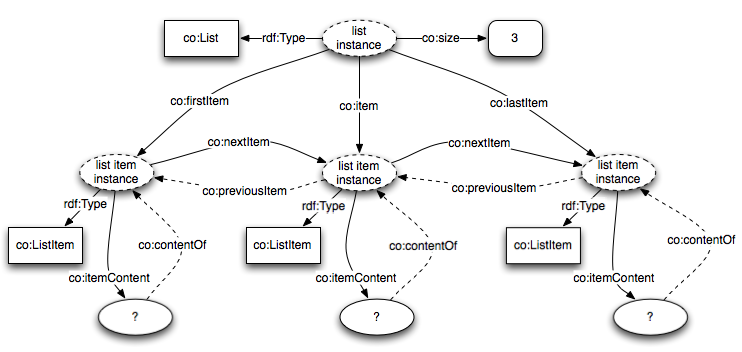 co:List
rdf:Type
list
instance
co:size
3
co:firstItem
co:item
co:lastItem
co:nextItem
co:nextItem
list item
instance
list item
instance
list item
instance
co:previousItem
co:previousItem
rdf:Type
rdf:Type
rdf:Type
co:ListItem
co:contentOf
co:ListItem
co:contentOf
co:ListItem
co:contentOf
co:itemContent
co:itemContent
co:itemContent
?
?
?